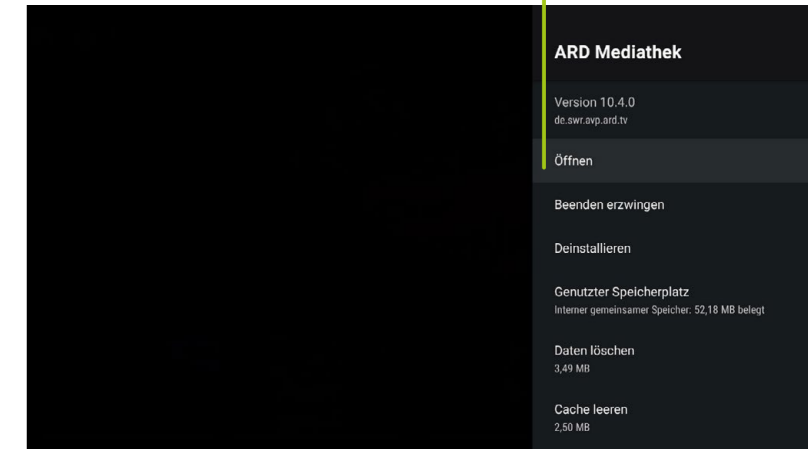 ARD Mediathek
Version 10.4.0
de.swr.avp.ard.tv
Öffnen
Beenden erzwingen
Deinstallieren
Genutzter Speicherplatz
Interner gemeinsamer Speicher: 52,18 MB belegt
Daten löschen
3,49 MB
Cache leeren
2,50 MB